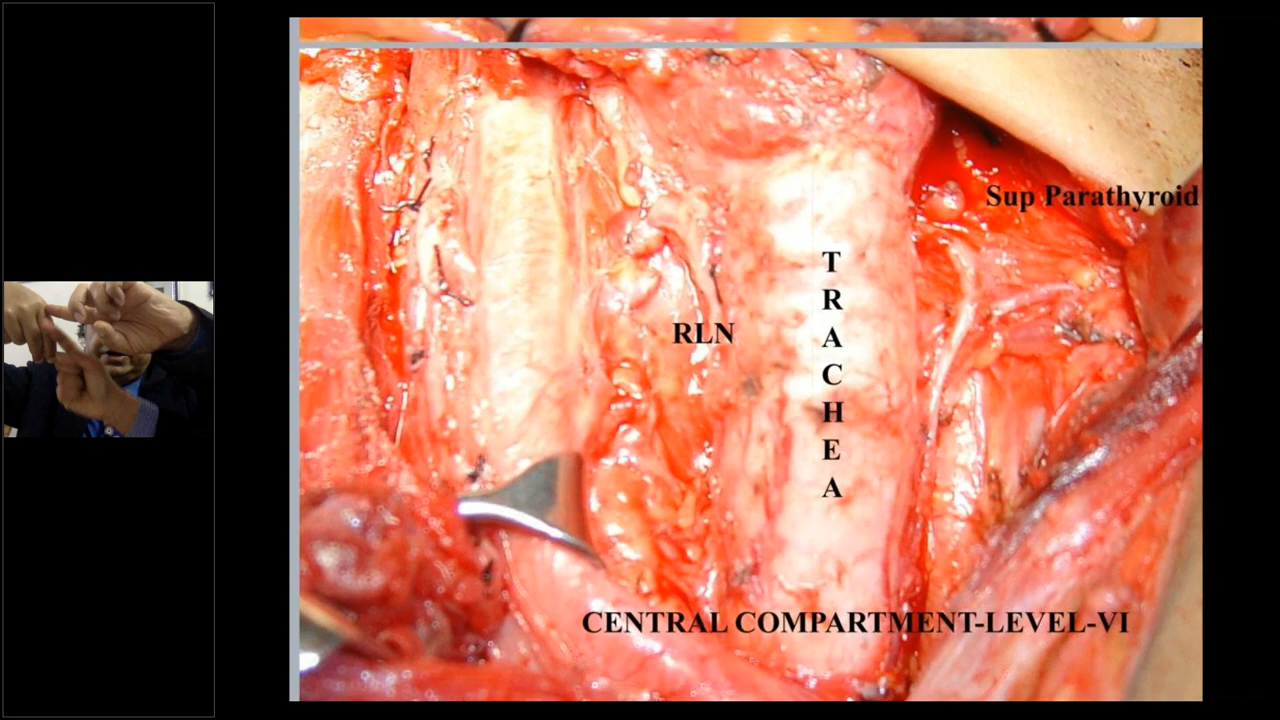 Sup Parathyroid
T
R
A
C
H
E
A
RLN
CENTRAL COMPARTMENT-LEVEL-VI